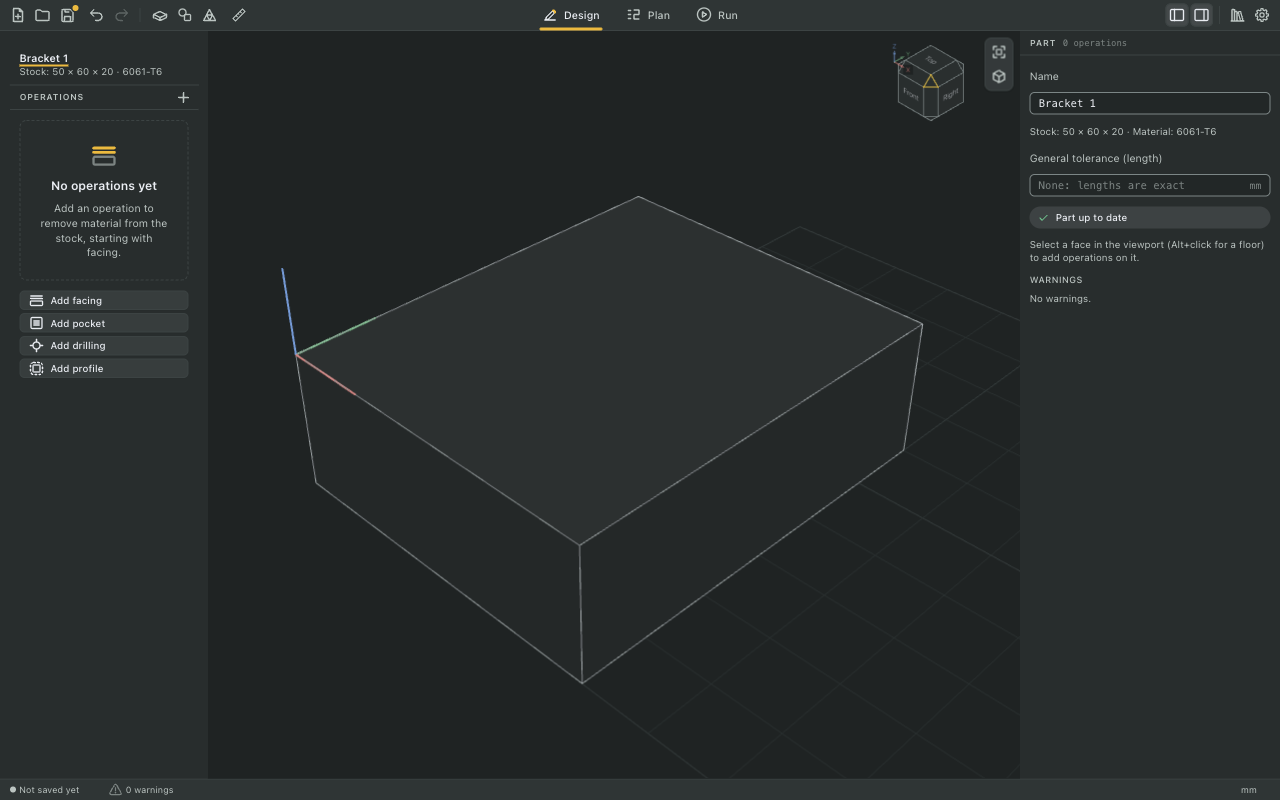 Design
Plan
Run
Bracket 1
Stock: 50 × 60 × 20 · 6061-T6
OPERATIONS
No operations yet
Add an operation to
remove material from the
stock, starting with
facing.
Add facing
Add pocket
Add drilling
Add profile
Z
Top
Front
Right
PART 0 operations
Name
Bracket 1
Stock: 50 × 60 × 20 · Material: 6061-T6
General tolerance (length)
None: lengths are exact mm
Part up to date
Select a face in the viewport (Alt+click for a floor)
to add operations on it.
WARNINGS
No warnings.
Not saved yet
0 warnings
mm